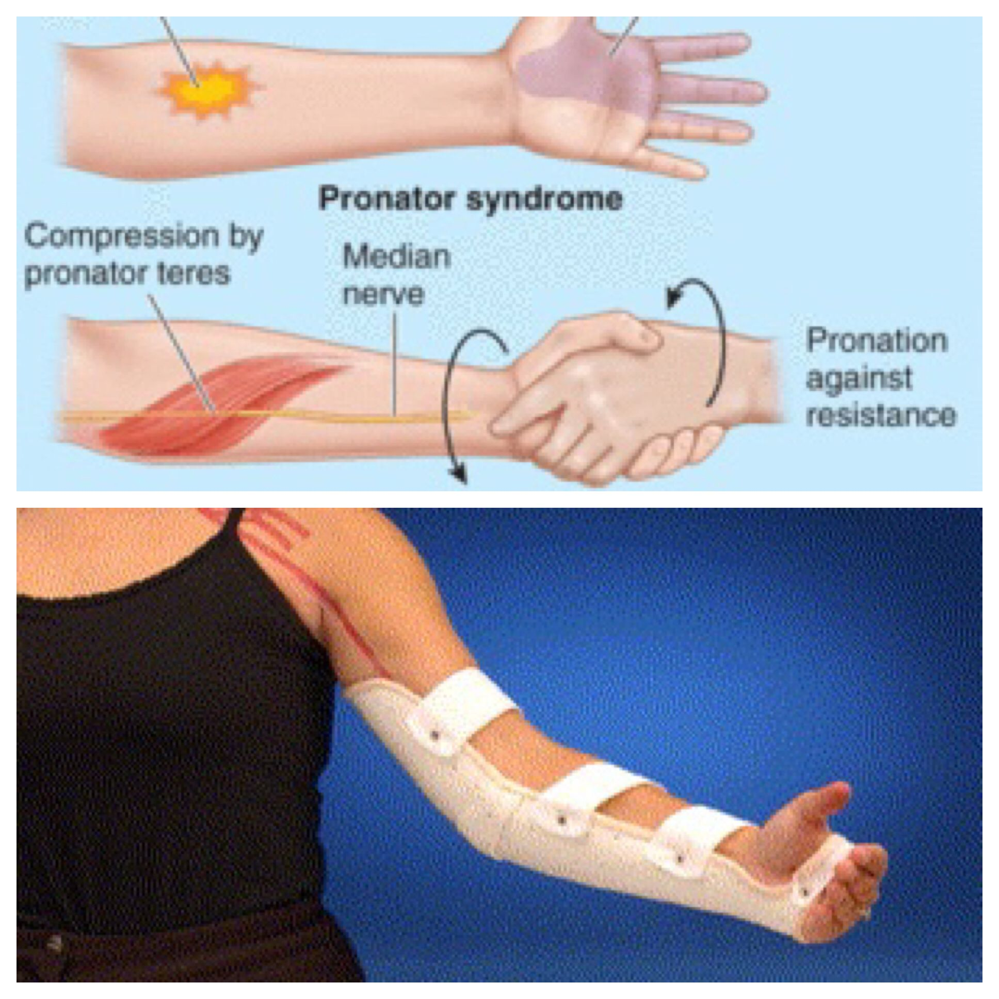 Pronator syndrome
Compression by
pronator teres
Median
nerve
Pronation
against
resistance